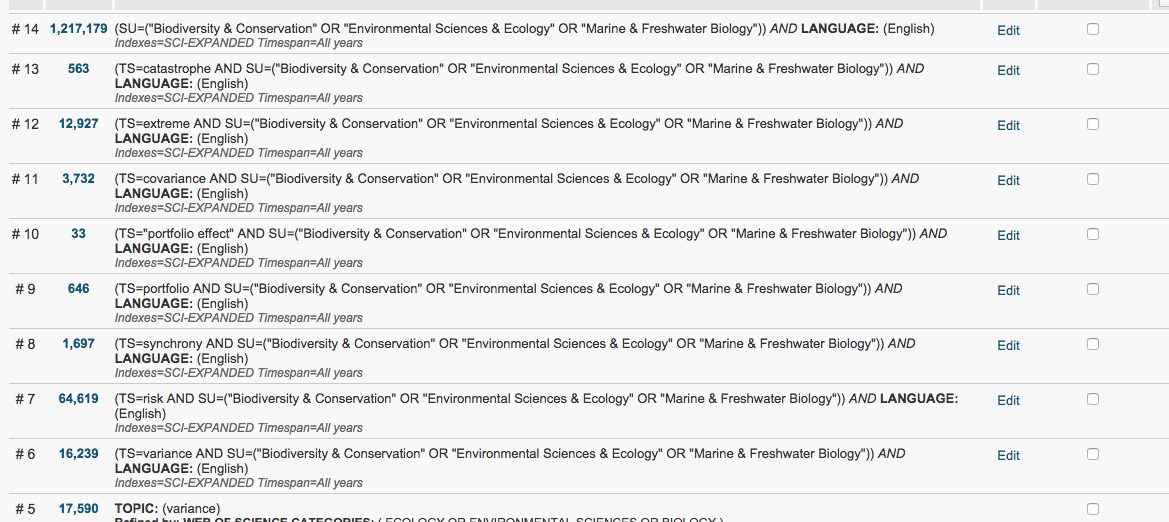 # 14 1,217,179 (SU=("Biodiversity & Conservation" OR "Environmental Sciences & Ecology" OR "Marine & Freshwater Biology")) AND LANGUAGE: (English) Edit
Indexes=SCI-EXPANDED Timespan=All years
# 13 563 (TS=catastrophe AND SU=("Biodiversity & Conservation" OR "Environmental Sciences & Ecology" OR "Marine & Freshwater Biology")) AND Edit
LANGUAGE: (English)
Indexes=SCI-EXPANDED Timespan=All years
# 12 12,927 (TS=extreme AND SU=("Biodiversity & Conservation" OR "Environmental Sciences & Ecology" OR "Marine & Freshwater Biology")) AND Edit
LANGUAGE: (English)
Indexes=SCI-EXPANDED Timespan=All years
# 11 3,732 (TS=covariance AND SU=("Biodiversity & Conservation" OR "Environmental Sciences & Ecology" OR "Marine & Freshwater Biology")) AND Edit
LANGUAGE: (English)
Indexes=SCI-EXPANDED Timespan=All years
# 10 33 (TS="portfolio effect" AND SU=("Biodiversity & Conservation" OR "Environmental Sciences & Ecology" OR "Marine & Freshwater Biology")) AND Edit
LANGUAGE: (English)
Indexes=SCI-EXPANDED Timespan=All years
# 9 646 (TS=portfolio AND SU=("Biodiversity & Conservation" OR "Environmental Sciences & Ecology" OR "Marine & Freshwater Biology")) AND Edit
LANGUAGE: (English)
Indexes=SCI-EXPANDED Timespan=All years
# 8 1,697 (TS=synchrony AND SU=("Biodiversity & Conservation" OR "Environmental Sciences & Ecology" OR "Marine & Freshwater Biology")) AND Edit
LANGUAGE: (English)
Indexes=SCI-EXPANDED Timespan=All years
# 7 64,619 (TS=risk AND SU=("Biodiversity & Conservation" OR "Environmental Sciences & Ecology" OR "Marine & Freshwater Biology")) AND LANGUAGE: Edit
(English)
Indexes=SCI-EXPANDED Timespan=All years
# 6 16,239 (TS=variance AND SU=("Biodiversity & Conservation" OR "Environmental Sciences & Ecology" OR "Marine & Freshwater Biology")) AND Edit
LANGUAGE: (English)
Indexes=SCI-EXPANDED Timespan=All years
# 5 17,590 TOPIC: (variance)
Refined by: WEB OF SCIENCE CATEGORIES: ( ECOLOGY OR ENVIRONMENTAL SCIENCES OR BIOLOGY )